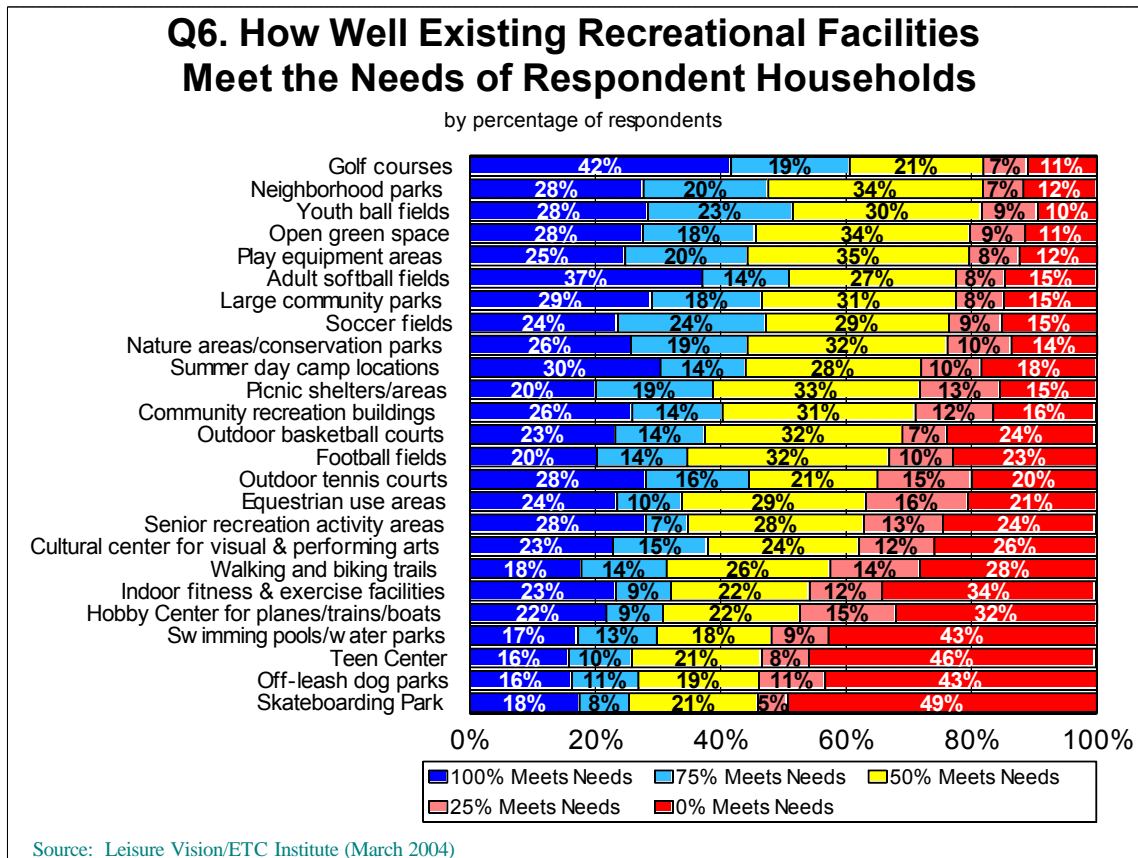 Q6. How Well Existing Recreational Facilities
Meet the Needs of Respondent Households
by percentage of respondents
Golf courses 42% 19% 21% 7% 11%
Neighborhood parks 28% 20% 34% 7% 12%
Youth ball fields 28% 23% 30% 9% 10%
Open green space 28% 18% 34% 9% 11%
Play equipment areas 25% 20% 35% 8% 12%
Adult softball fields 37% 14% 27% 8% 15%
Large community parks 29% 18% 31% 8% 15%
Soccer fields 24% 24% 29% 9% 15%
Nature areas/conservation parks 26% 19% 32% 10% 14%
Summer day camp locations 30% 14% 28% 10% 18%
Picnic shelters/areas 20% 19% 33% 13% 15%
Community recreation buildings 26% 14% 31% 12% 16%
Outdoor basketball courts 23% 14% 32% 7% 24%
Football fields 20% 14% 32% 10% 23%
Outdoor tennis courts 28% 16% 21% 15% 20%
Equestrian use areas 24% 10% 29% 16% 21%
Senior recreation activity areas 28% 7% 28% 13% 24%
Cultural center for visual & performing arts 23% 15% 24% 12% 26%
Walking and biking trails 18% 14% 26% 14% 28%
Indoor fitness & exercise facilities 23% 9% 22% 12% 34%
Hobby Center for planes/trains/boats 22% 9% 22% 15% 32%
Swimming pools/water parks 17% 13% 18% 9% 43%
Teen Center 16% 10% 21% 8% 46%
Off-leash dog parks 16% 11% 19% 11% 43%
Skateboarding Park 18% 8% 21% 5% 49%
0% 20% 40% 60% 80% 100%
100% Meets Needs 75% Meets Needs 50% Meets Needs
25% Meets Needs 0% Meets Needs
Source: Leisure Vision/ETC Institute (March 2004)